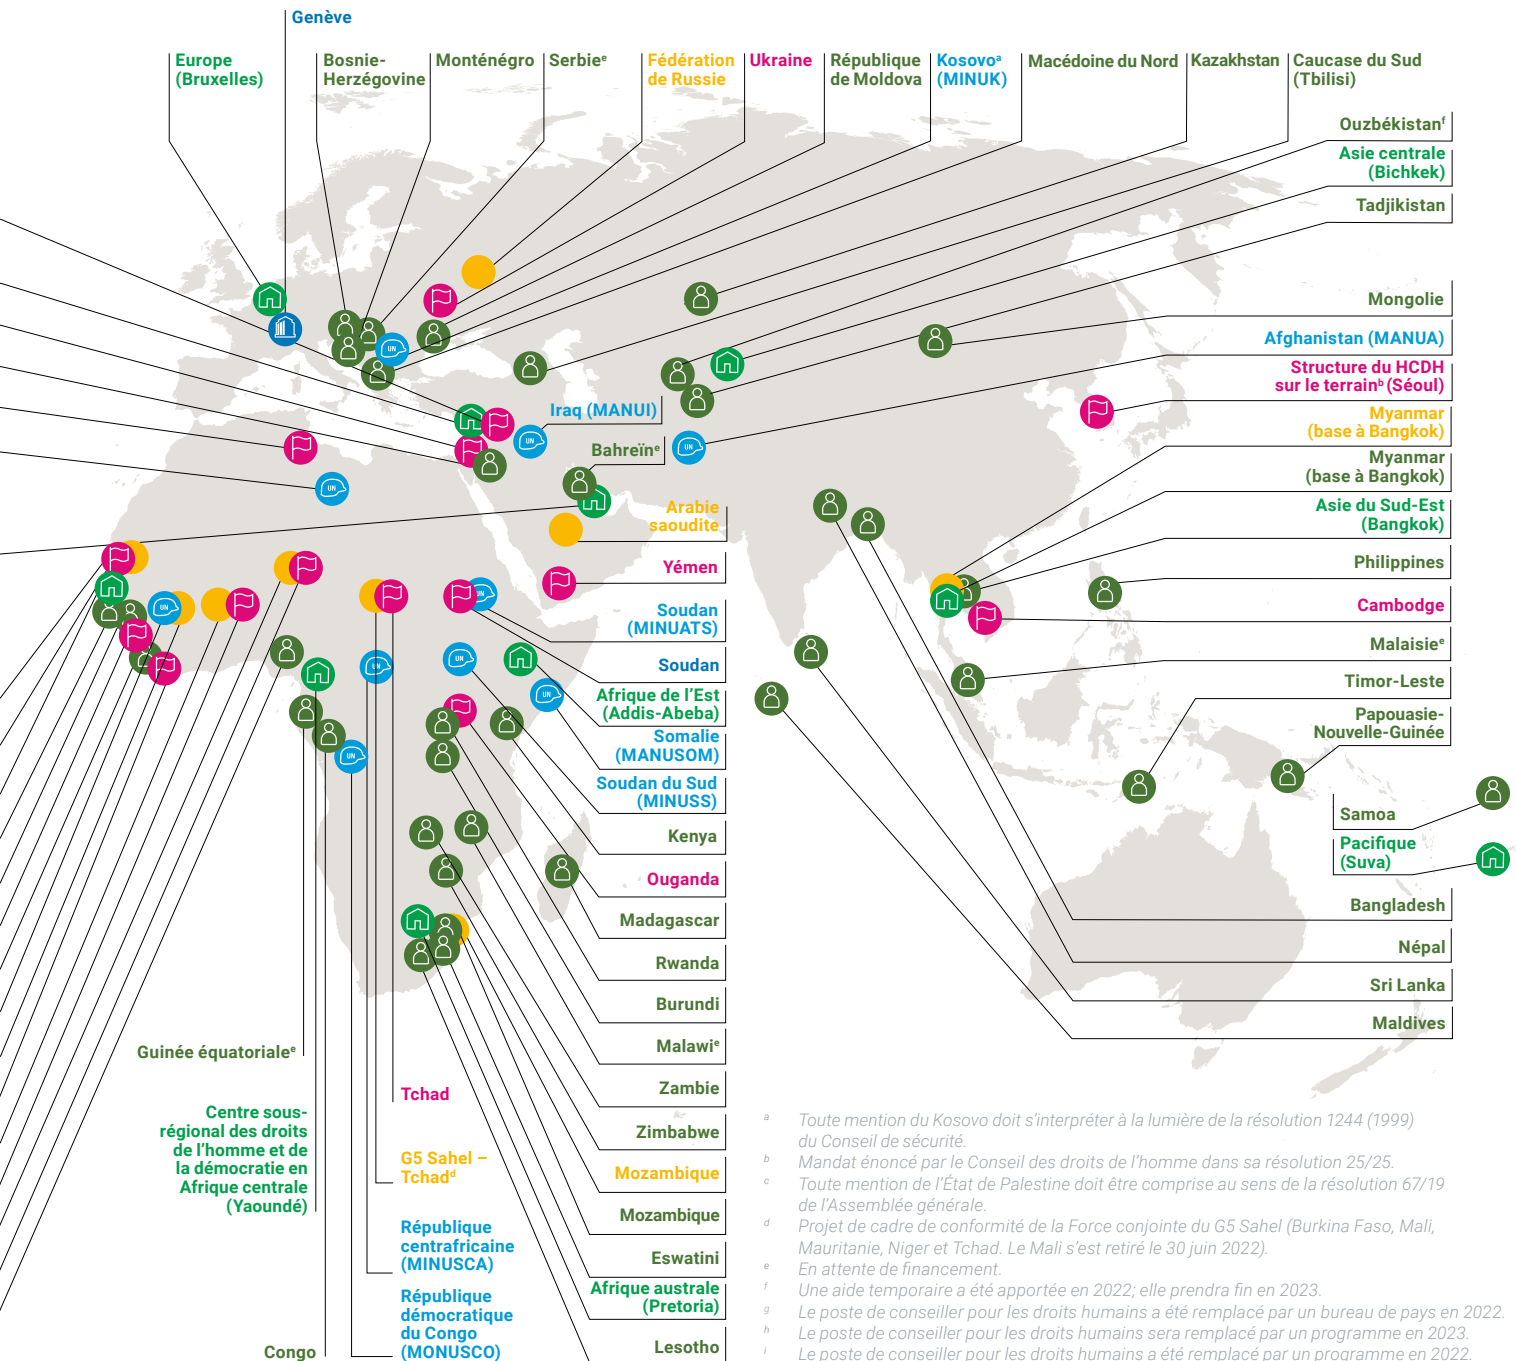 Genève
Europe
(Bruxelles)
Bosnie-
Herzégovine
Monténégro
Serbieᵉ
Fédération
de Russie
Ukraine
République
de Moldova
Kosovoᵃ
(MINUK)
Macédoine du Nord
Kazakhstan
Caucase du Sud
(Tbilisi)
Ouzbékistanᶠ
Asie centrale
(Bichkek)
Tadjikistan
Mongolie
Afghanistan (MANUA)
Structure du HCDH
sur le terrainᵇ (Séoul)
Myanmar
(base à Bangkok)
Myanmar
(base à Bangkok)
Asie du Sud-Est
(Bangkok)
Philippines
Cambodge
Malaisieᵉ
Timor-Leste
Papouasie-
Nouvelle-Guinée
Samoa
Pacifique
(Suva)
Bangladesh
Népal
Sri Lanka
Maldives
Iraq (MANUI)
Bahreïnᵉ
Arabie
saoudite
Yémen
Soudan
(MINUATS)
Soudan
Afrique de l’Est
(Addis-Abeba)
Somalie
(MANUSOM)
Soudan du Sud
(MINUSS)
Kenya
Ouganda
Madagascar
Rwanda
Burundi
Malawiᵉ
Zambie
Zimbabwe
Mozambique
Mozambique
Eswatini
Afrique australe
(Pretoria)
Lesotho
Guinée équatorialeᵉ
Centre sous-
régional des droits
de l’homme et de
la démocratie en
Afrique centrale
(Yaoundé)
Congo
Tchad
G5 Sahel –
Tchadᵈ
République
centrafricaine
(MINUSCA)
République
démocratique
du Congo
(MONUSCO)
UN
UN
UN
UN
UN
UN
UN
UN
UN
UN
ᵃ Toute mention du Kosovo doit s’interpréter à la lumière de la résolution 1244 (1999)
du Conseil de sécurité.
ᵇ Mandat énoncé par le Conseil des droits de l’homme dans sa résolution 25/25.
ᶜ Toute mention de l’État de Palestine doit être comprise au sens de la résolution 67/19
de l’Assemblée générale.
ᵈ Projet de cadre de conformité de la Force conjointe du G5 Sahel (Burkina Faso, Mali,
Mauritanie, Niger et Tchad. Le Mali s’est retiré le 30 juin 2022).
ᵉ En attente de financement.
ᶠ Une aide temporaire a été apportée en 2022; elle prendra fin en 2023.
ᵍ Le poste de conseiller pour les droits humains a été remplacé par un bureau de pays en 2022.
ʰ Le poste de conseiller pour les droits humains sera remplacé par un programme en 2023.
ⁱ Le poste de conseiller pour les droits humains a été remplacé par un programme en 2022.